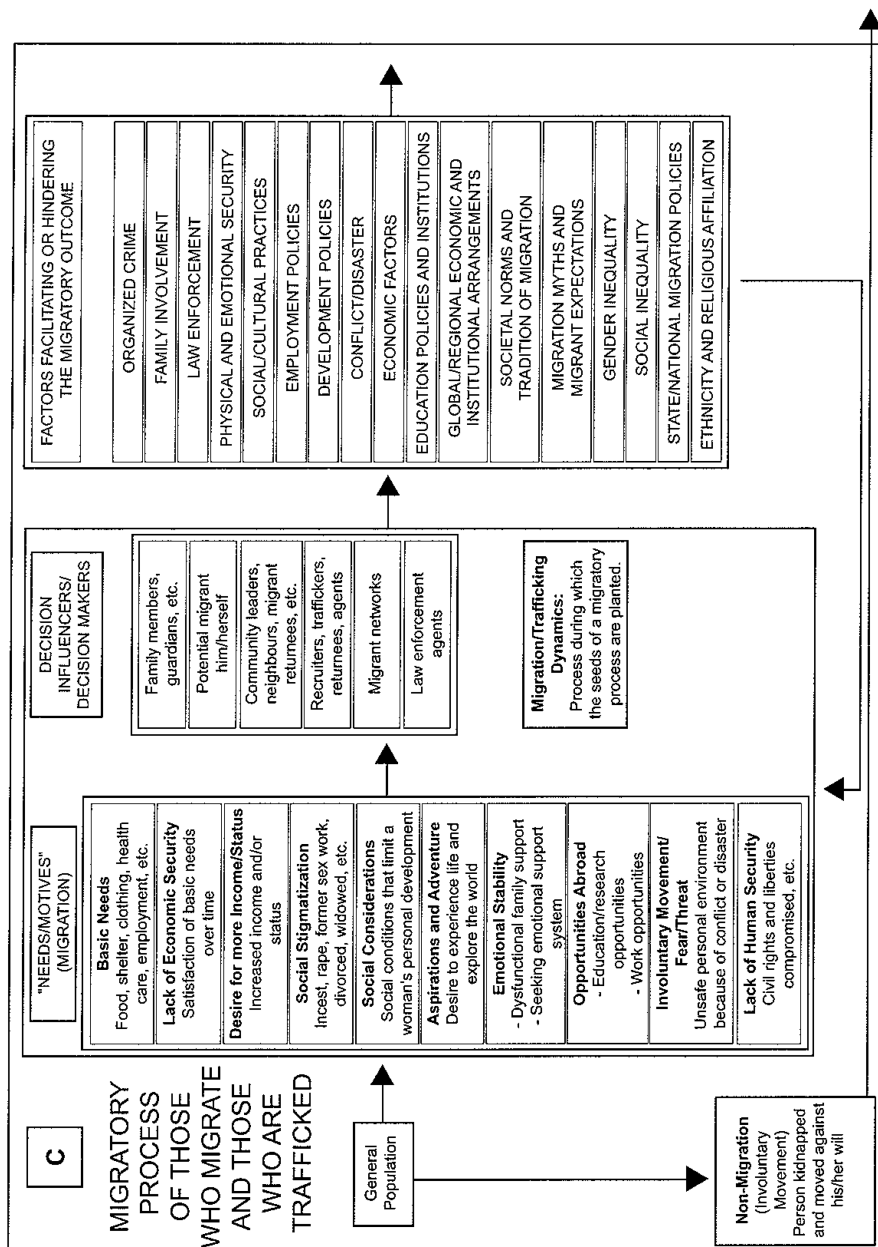 C
MIGRATORY
PROCESS
OF THOSE
WHO MIGRATE
AND THOSE
WHO ARE
TRAFFICKED
General
Population
Non-Migration
(Involuntary
Movement)
Person kidnapped
and moved against
his/her will
"NEEDS/MOTIVES"
(MIGRATION)
Basic Needs
Food, shelter, clothing, health
care, employment, etc.
Lack of Economic Security
Satisfaction of basic needs
over time
Desire for more Income/Status
Increased income and/or
status
Social Stigmatization
Incest, rape, former sex work,
divorced, widowed, etc.
Social Considerations
Social conditions that limit a
woman's personal development
Aspirations and Adventure
Desire to experience life and
explore the world
Emotional Stability
- Dysfunctional family support
- Seeking emotional support
system
Opportunities Abroad
- Education/research
opportunities
- Work opportunities
Involuntary Movement/
Fear/Threat
Unsafe personal environment
because of conflict or disaster
Lack of Human Security
Civil rights and liberties
compromised, etc.
DECISION
INFLUENCERS/
DECISION MAKERS
Family members,
guardians, etc.
Potential migrant
him/herself
Community leaders,
neighbours, migrant
returnees, etc.
Recruiters, traffickers,
returnees, agents
Migrant networks
Law enforcement
agents
Migration/Trafficking
Dynamics:
Process during which
the seeds of a migratory
process are planted.
FACTORS FACILITATING OR HINDERING
THE MIGRATORY OUTCOME
ORGANIZED CRIME
FAMILY INVOLVEMENT
LAW ENFORCEMENT
PHYSICAL AND EMOTIONAL SECURITY
SOCIAL/CULTURAL PRACTICES
EMPLOYMENT POLICIES
DEVELOPMENT POLICIES
CONFLICT/DISASTER
ECONOMIC FACTORS
EDUCATION POLICIES AND INSTITUTIONS
GLOBAL/REGIONAL ECONOMIC AND
INSTITUTIONAL ARRANGEMENTS
SOCIETAL NORMS AND
TRADITION OF MIGRATION
MIGRATION MYTHS AND
MIGRANT EXPECTATIONS
GENDER INEQUALITY
SOCIAL INEQUALITY
STATE/NATIONAL MIGRATION POLICIES
ETHNICITY AND RELIGIOUS AFFILIATION